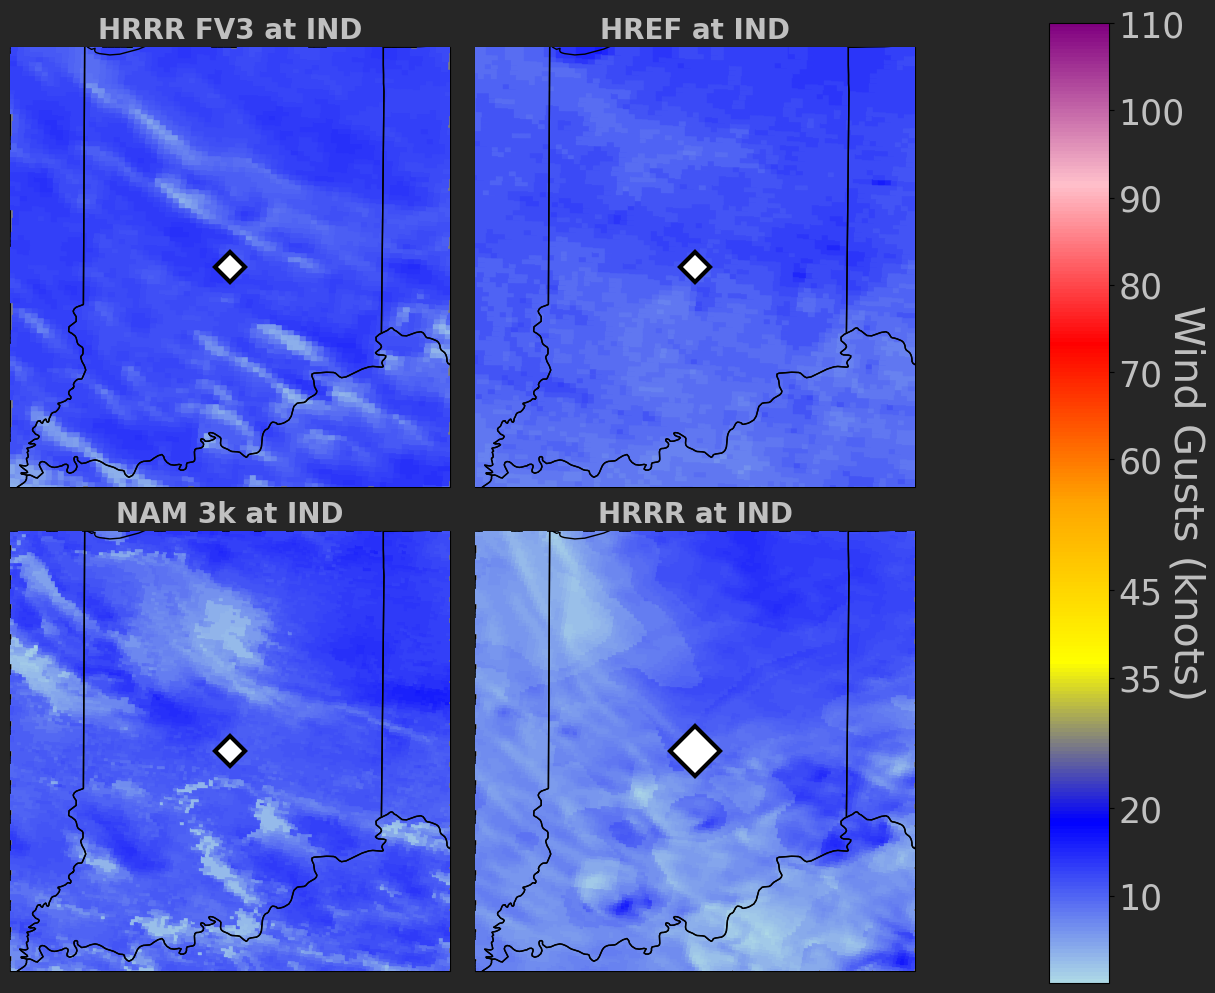 HRRR FV3 at IND
HREF at IND
NAM 3k at IND
HRRR at IND
110
100
90
80
70
60
45
35
20
10
Wind Gusts (knots)